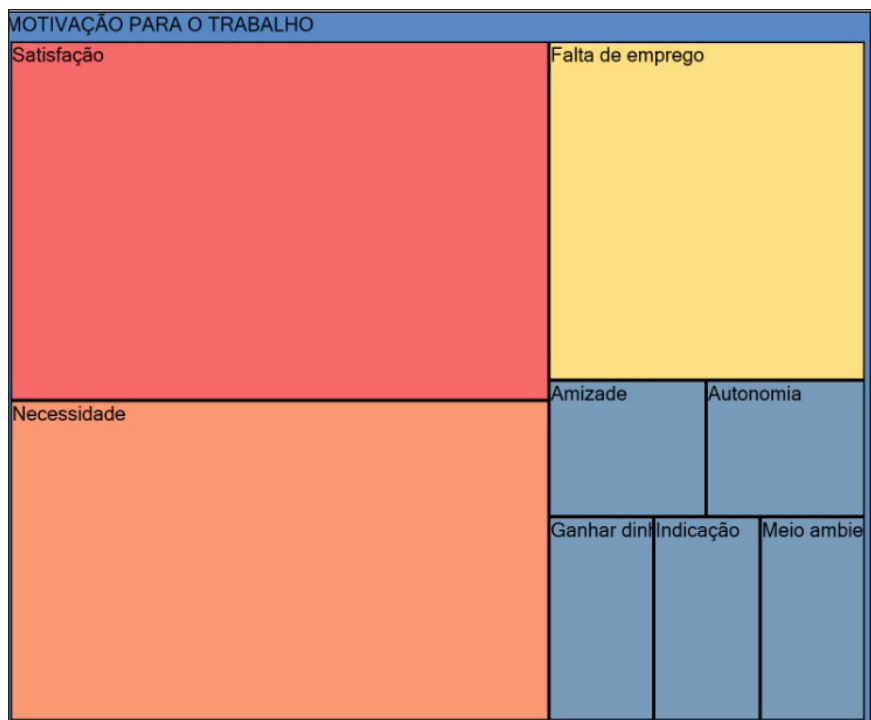 MOTIVAÇÃO PARA O TRABALHO
Satisfação
Falta de emprego
Necessidade
Amizade
Autonomia
Ganhar dinh
Indicação
Meio ambie